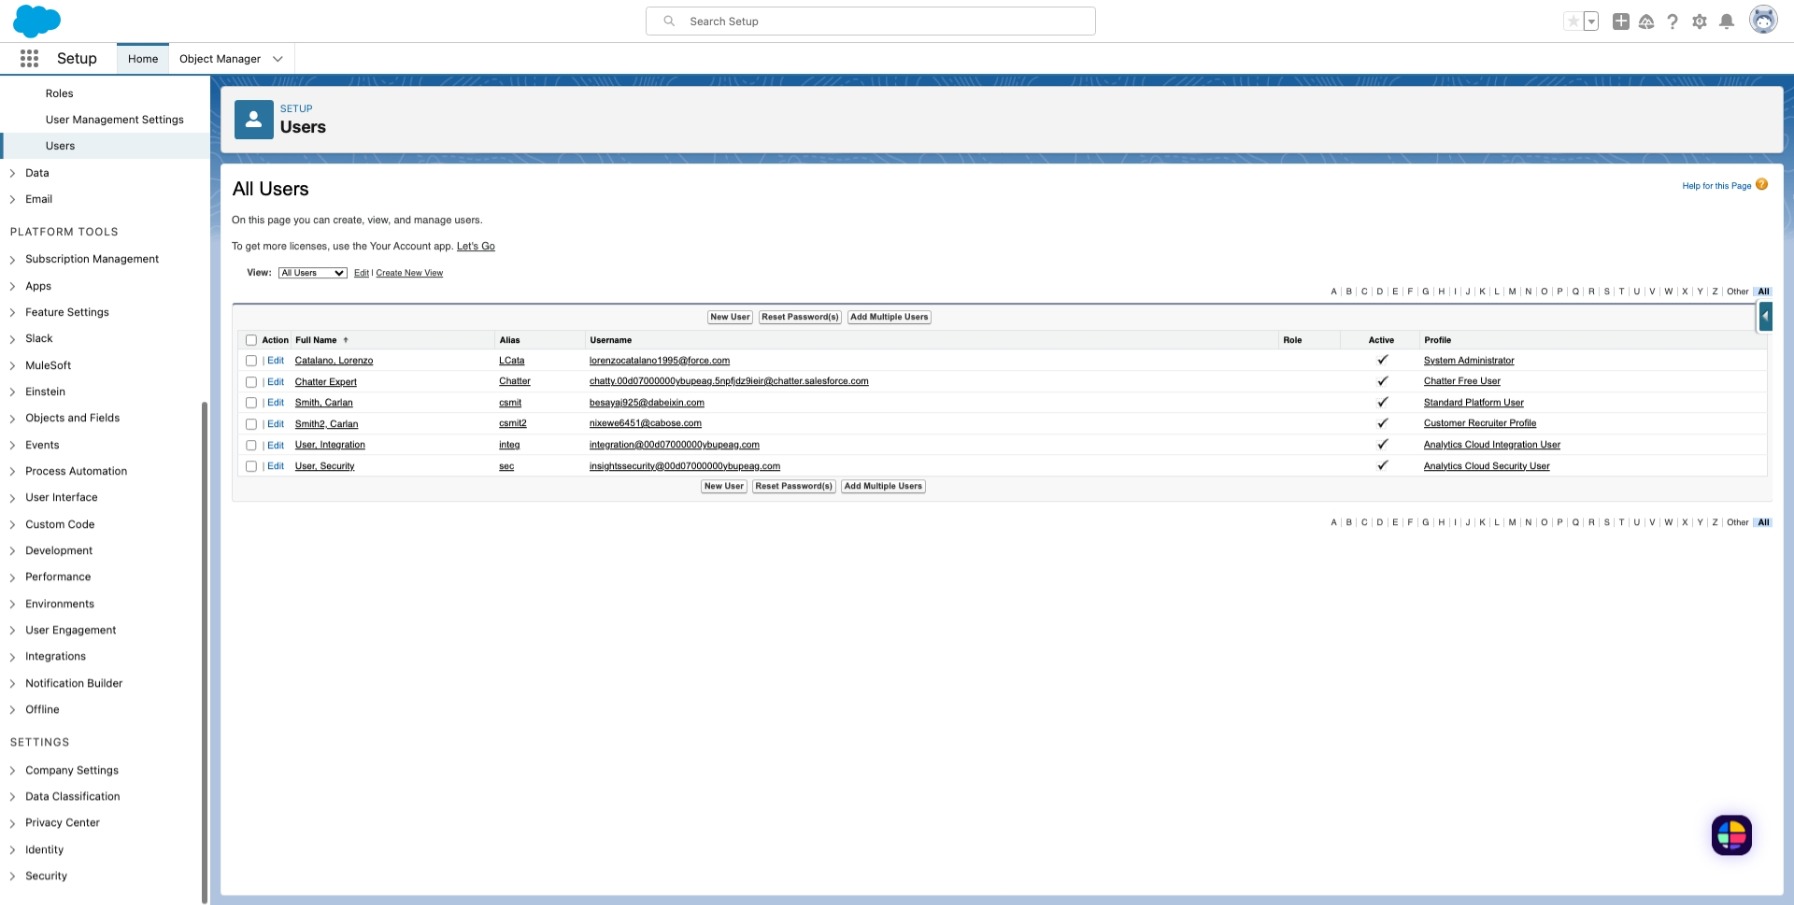 Search Setup
Setup
Home
Object Manager
Roles
User Management Settings
Users
Data
Email
PLATFORM TOOLS
Subscription Management
Apps
Feature Settings
Slack
MuleSoft
Einstein
Objects and Fields
Events
Process Automation
User Interface
Custom Code
Development
Performance
Environments
User Engagement
Integrations
Notification Builder
Offline
SETTINGS
Company Settings
Data Classification
Privacy Center
Identity
Security
SETUP
Users
All Users
Help for this Page
On this page you can create, view, and manage users.
To get more licenses, use the Your Account app. Let's Go
View: All Users Edit | Create New View
A | B | C | D | E | F | G | H | I | J | K | L | M | N | O | P | Q | R | S | T | U | V | W | X | Y | Z | Other All
New User Reset Password(s) Add Multiple Users
Action Full Name Alias Username Role Active Profile
| Edit Catalano, Lorenzo LCata lorenzocatalano1995@force.com System Administrator
| Edit Chatter Expert Chatter chatty.00d07000000ybupeag.5npfjdz9ieir@chatter.salesforce.com Chatter Free User
| Edit Smith, Carlan csmit besayaj925@dabeixin.com Standard Platform User
| Edit Smith2, Carlan csmit2 nixewe6451@cabose.com Customer Recruiter Profile
| Edit User, Integration integ integration@00d07000000ybupeag.com Analytics Cloud Integration User
| Edit User, Security sec insightssecurity@00d07000000ybupeag.com Analytics Cloud Security User
New User Reset Password(s) Add Multiple Users
A | B | C | D | E | F | G | H | I | J | K | L | M | N | O | P | Q | R | S | T | U | V | W | X | Y | Z | Other All